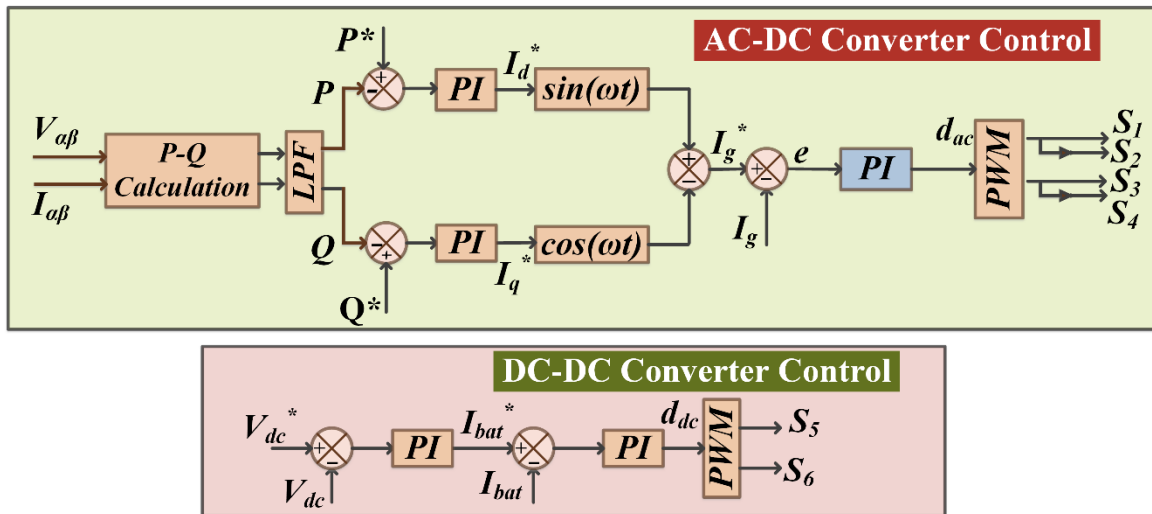 AC-DC Converter Control
P*
P
PI
I_d^*
sin(ωt)
V_αβ
I_αβ
P-Q
Calculation
LPF
Q
Q*
PI
I_q^*
cos(ωt)
I_g^*
I_g
e
PI
d_ac
PWM
S_1
S_2
S_3
S_4
+
-
-
+
+
-
+
-
DC-DC Converter Control
V_dc^*
V_dc
PI
I_bat^*
I_bat
PI
d_dc
PWM
S_5
S_6
+
-
+
-